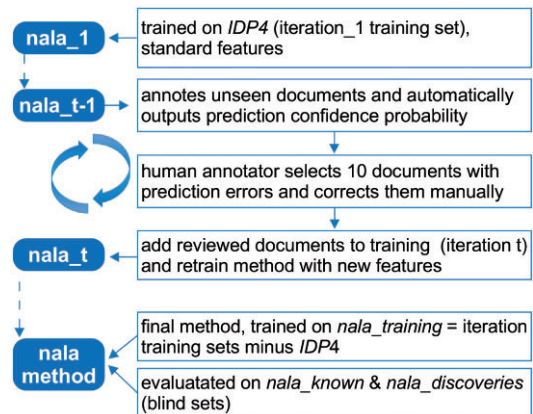 nala_1
trained on IDP4 (iteration_1 training set),
standard features
nala_t-1
annotes unseen documents and automatically
outputs prediction confidence probability
human annotator selects 10 documents with
prediction errors and corrects them manually
nala_t
add reviewed documents to training (iteration t)
and retrain method with new features
nala
method
final method, trained on nala_training = iteration
training sets minus IDP4
evaluatated on nala_known & nala_discoveries
(blind sets)